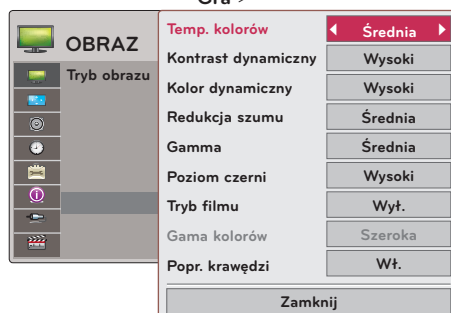 OBRAZ
Tryb obrazu
Temp. kolorów Średnia
Kontrast dynamiczny Wysoki
Kolor dynamiczny Wysoki
Redukcja szumu Średnia
Gamma Średnia
Poziom czerni Wysoki
Tryb filmu Wył.
Gama kolorów Szeroka
Popr. krawędzi Wł.
Zamknij